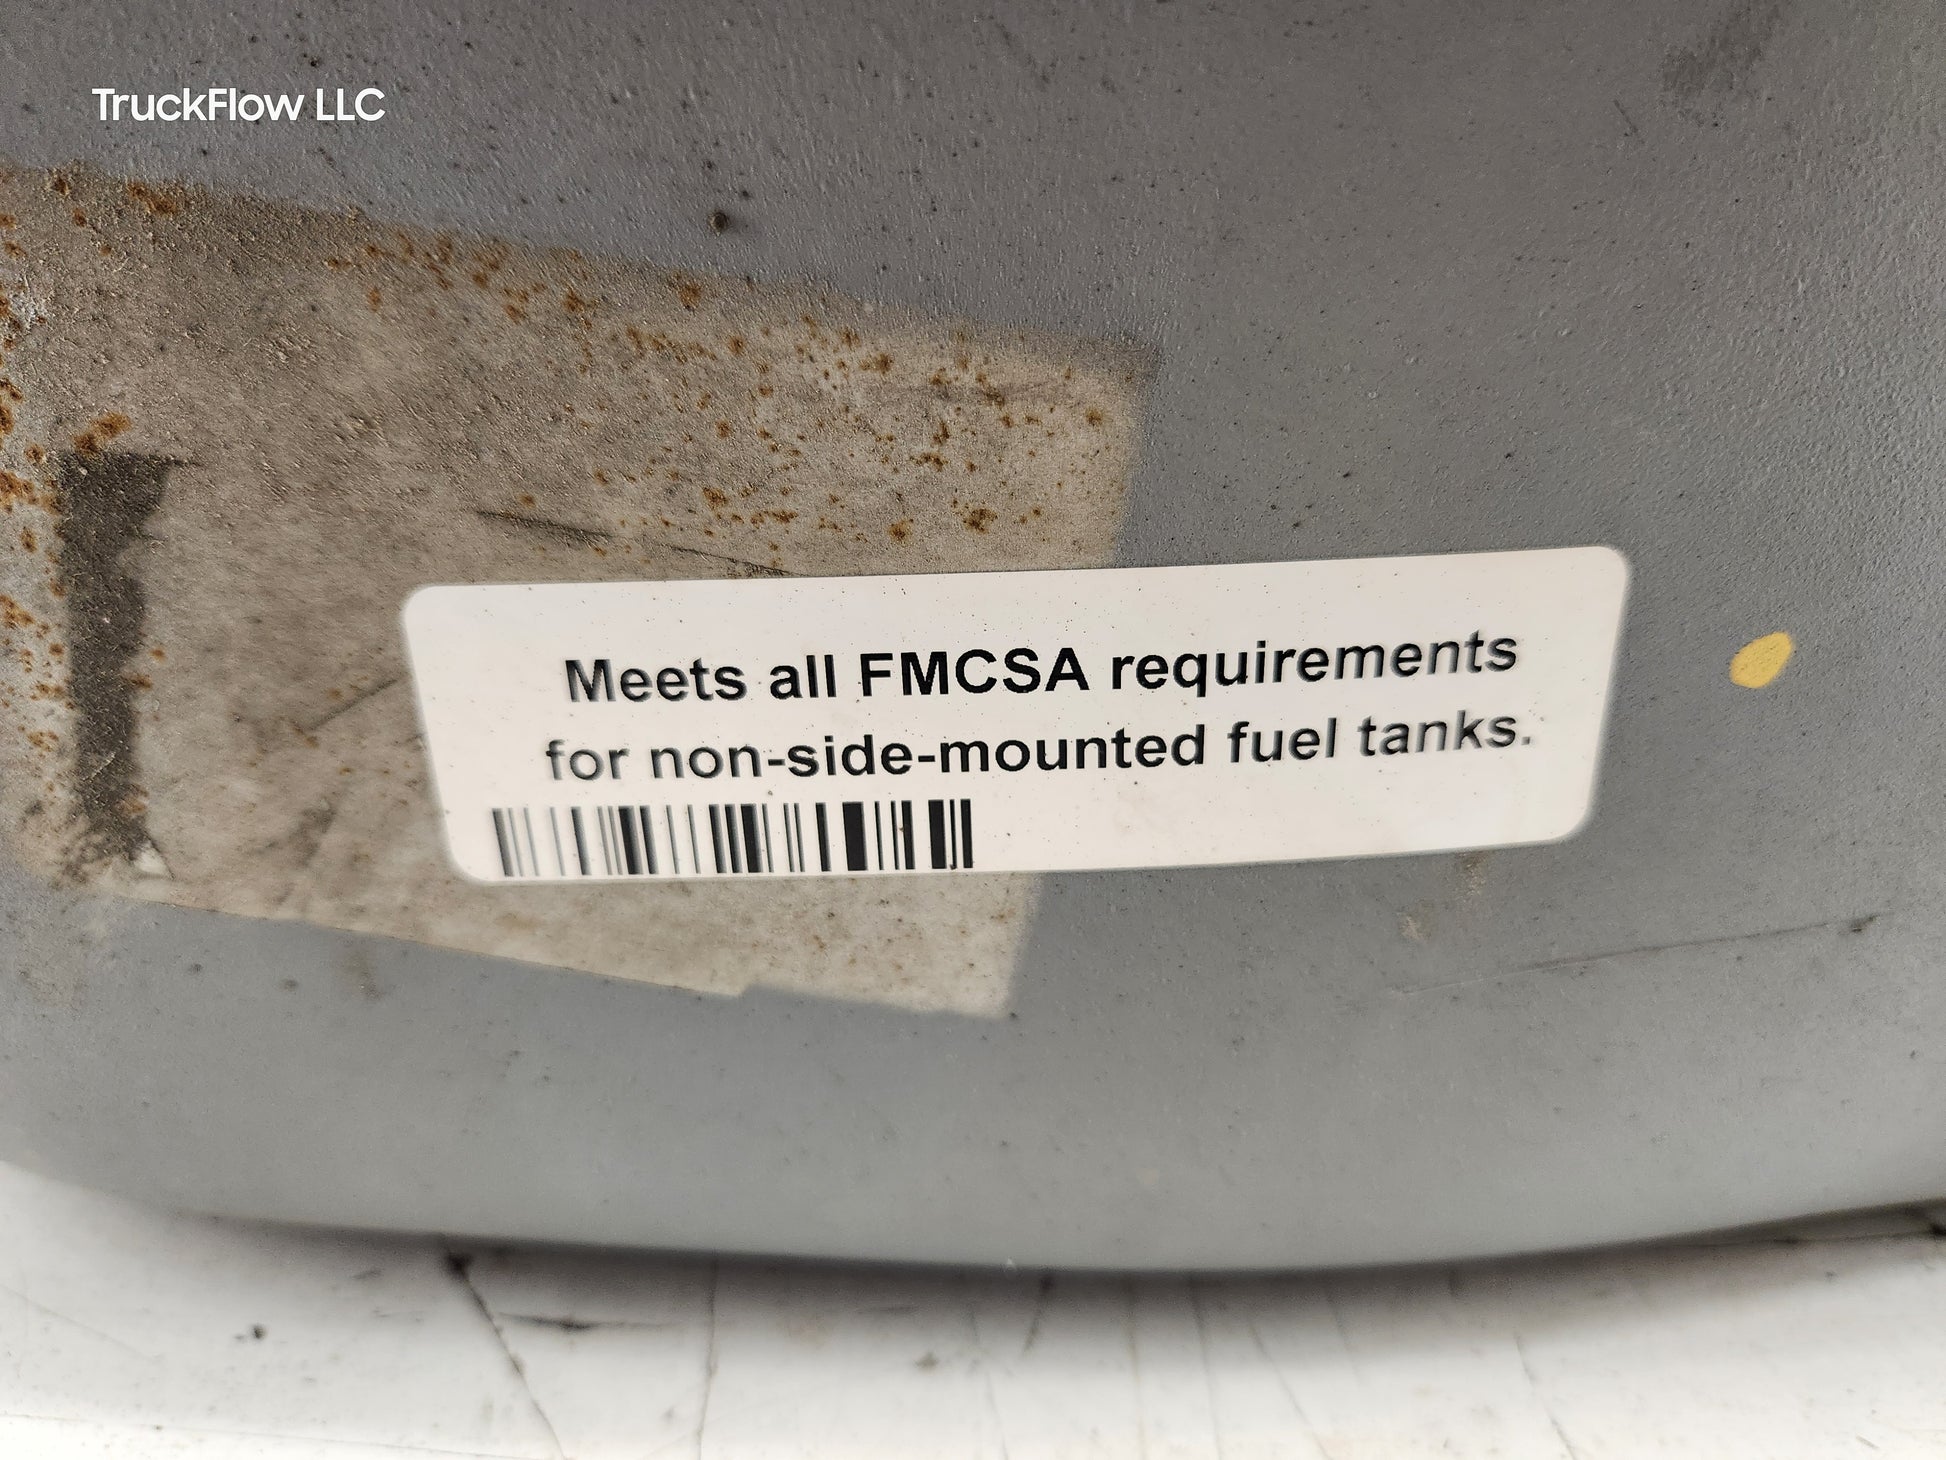 TruckFlow LLC
Meets all FMCSA requirements
for non-side-mounted fuel tanks.